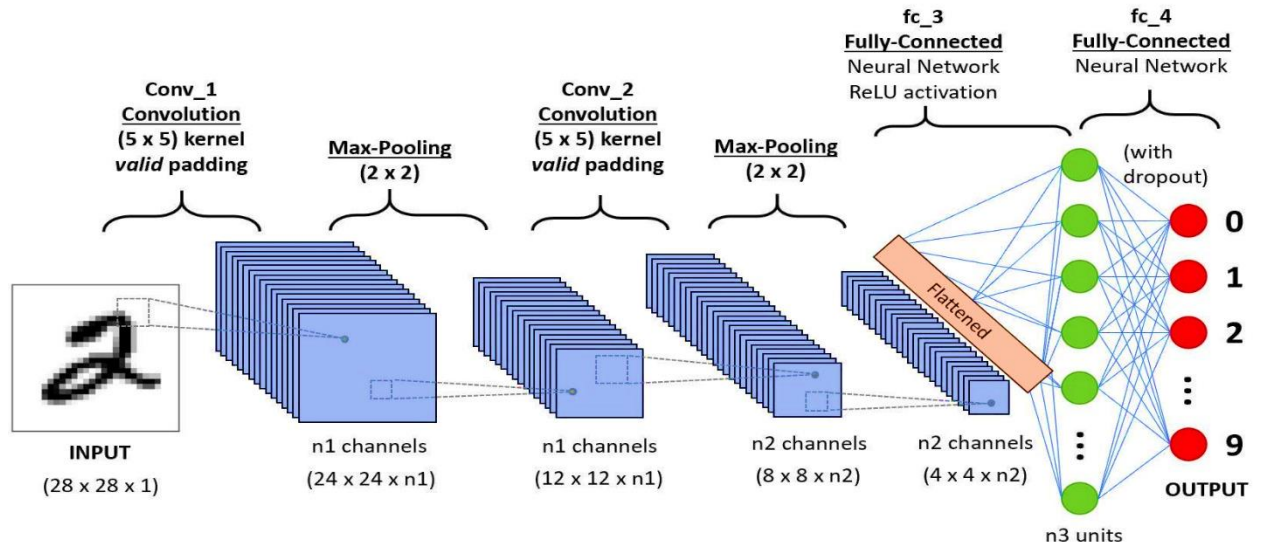 fc_3
Fully-Connected
Neural Network
ReLU activation
fc_4
Fully-Connected
Neural Network
Conv_1
Convolution
(5 x 5) kernel
valid padding
Max-Pooling
(2 x 2)
Conv_2
Convolution
(5 x 5) kernel
valid padding
Max-Pooling
(2 x 2)
(with
dropout)
0
1
2
9
Flattened
2
INPUT
(28 x 28 x 1)
n1 channels
(24 x 24 x n1)
n1 channels
(12 x 12 x n1)
n2 channels
(8 x 8 x n2)
n2 channels
(4 x 4 x n2)
OUTPUT
n3 units